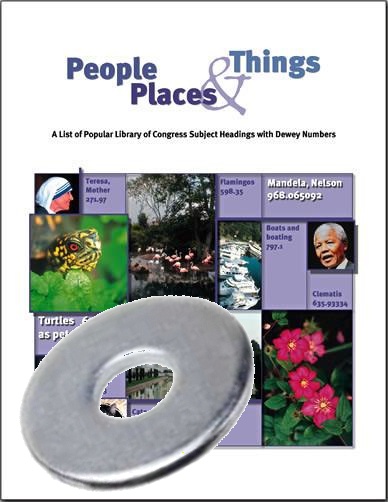 People
Places
&
Things
A List of Popular Library of Congress Subject Headings with Dewey Numbers
Teresa,
Mother
271.97
Flamingos
598.35
Mandela, Nelson
968.065092
Boats and
boating
797.1
Clematis
635.93334
Turtles
as